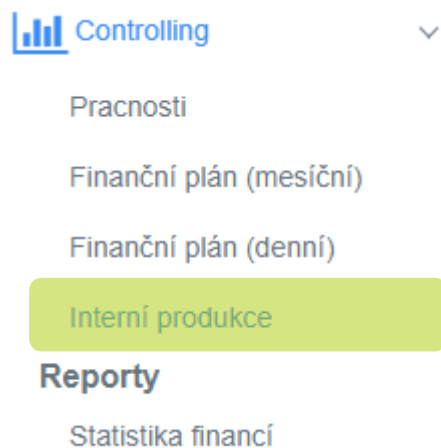 Controlling
Pracnosti
Finanční plán (mesíční)
Finanční plán (denní)
Interní produkce
Reporty
Statistika financí